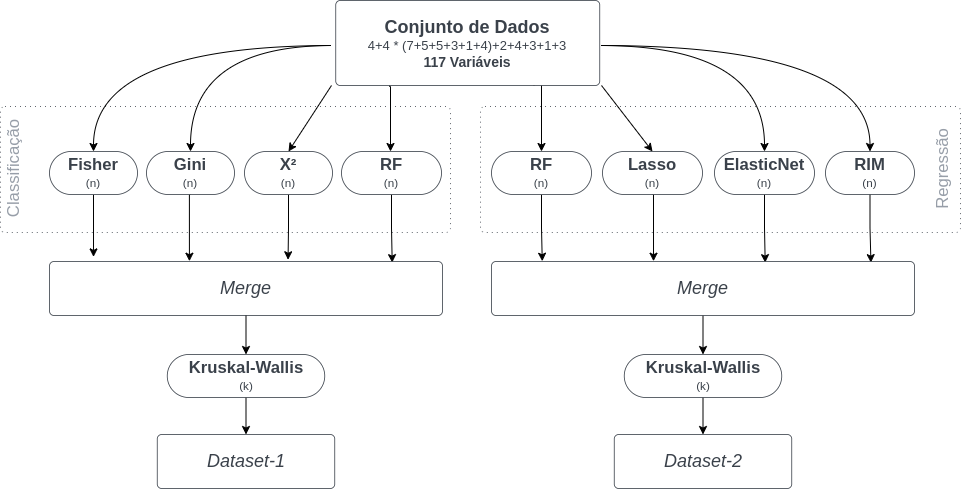 Conjunto de Dados
4+4 * (7+5+5+3+1+4)+2+4+3+1+3
117 Variáveis
Classificação
Fisher
(n)
Gini
(n)
X²
(n)
RF
(n)
RF
(n)
Lasso
(n)
ElasticNet
(n)
RIM
(n)
Regressão
Merge
Merge
Kruskal-Wallis
(k)
Kruskal-Wallis
(k)
Dataset-1
Dataset-2